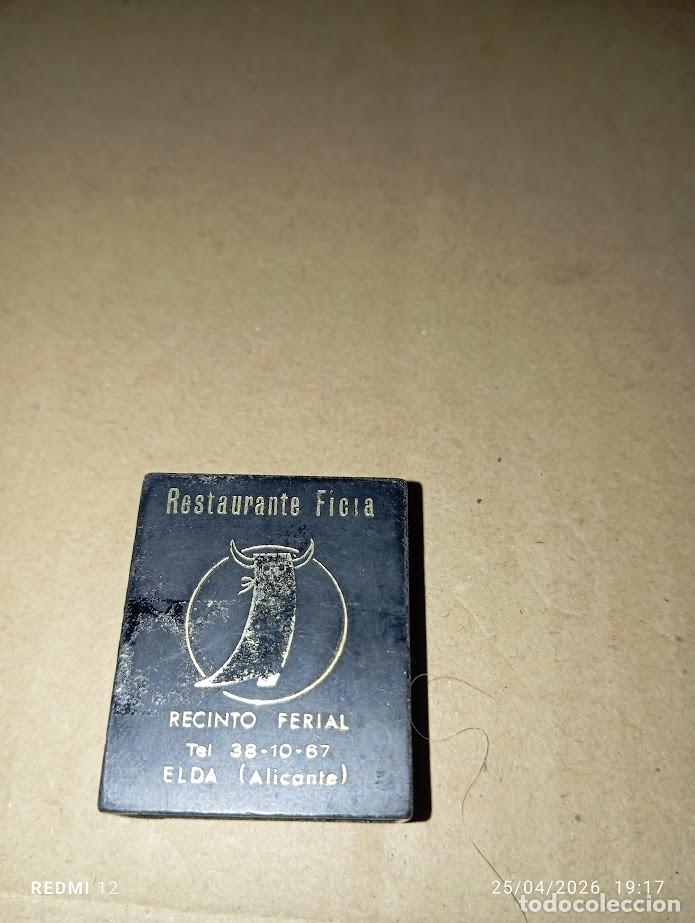 Restaurante Ficia
RECINTO FERIAL
Tel 38-10-67
ELDA (Alicante)
REDMI 12
25/04/2026 19:17
todocoleccion